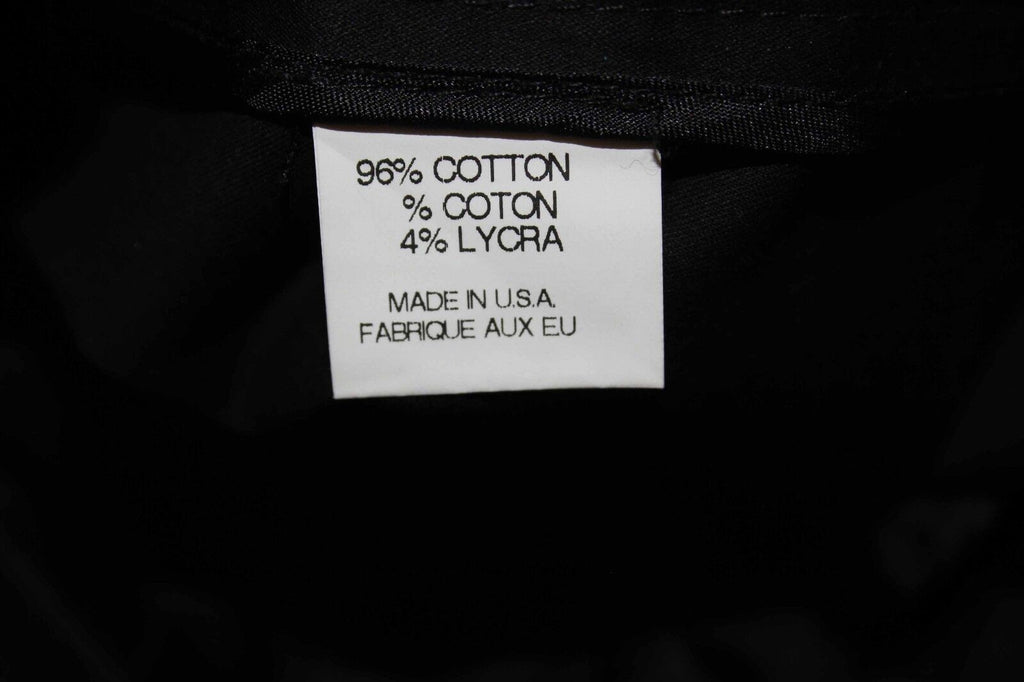 96% COTTON
% COTON
4% LYCRA
MADE IN U.S.A.
FABRIQUE AUX EU